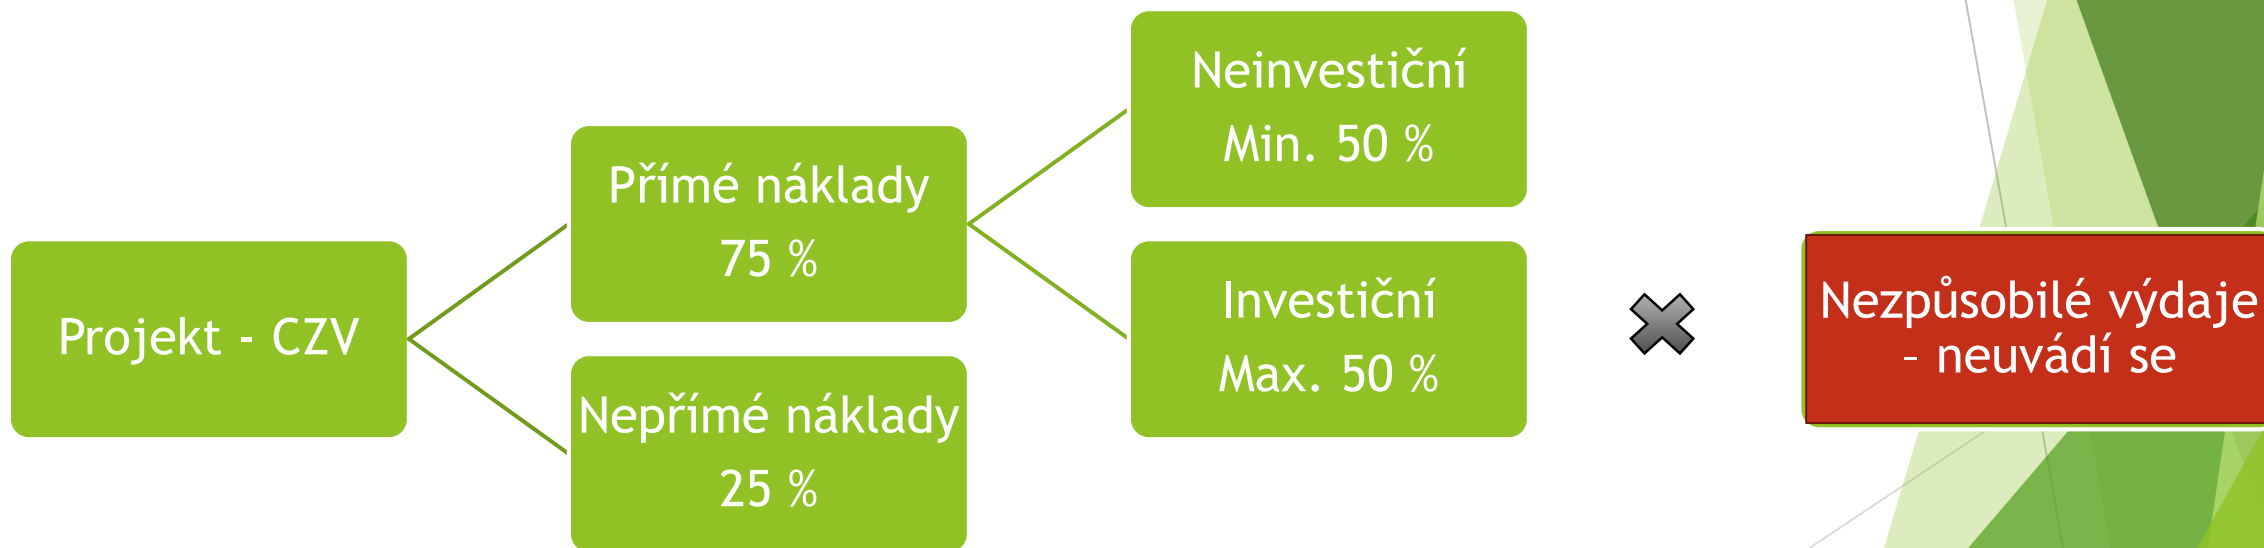 Projekt - CZV
Přímé náklady
75 %
Nepřímé náklady
25 %
Neinvestiční
Min. 50 %
Investiční
Max. 50 %
Nezpůsobilé výdaje
– neuvádí se